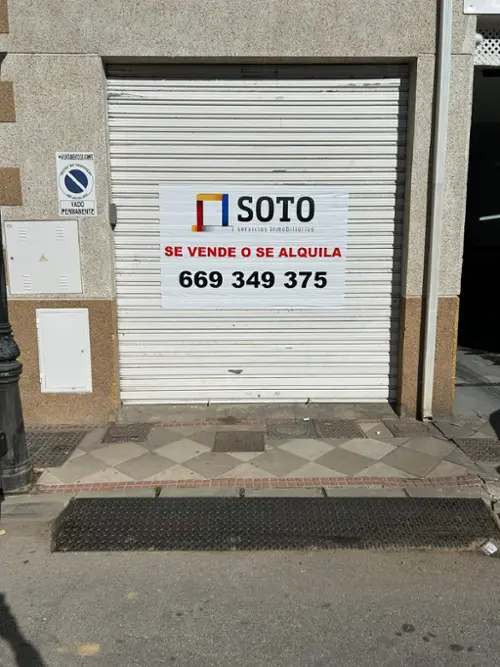 SOTO
servicios inmobiliarios
SE VENDE O SE ALQUILA
669 349 375
VADO
PERMANENTE